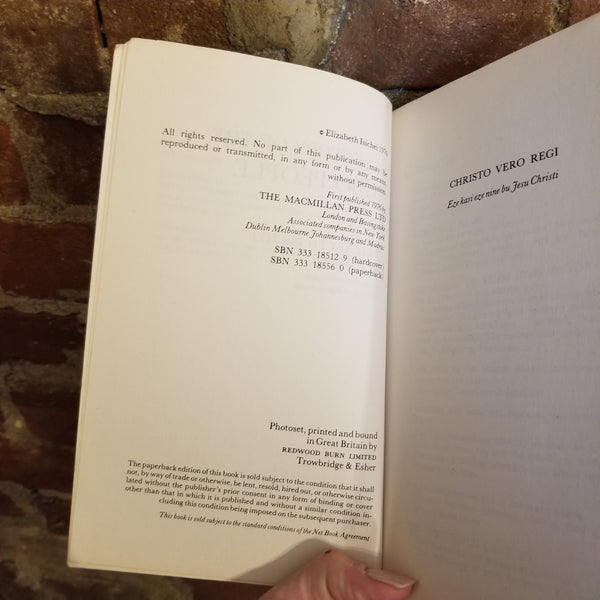 © Elizabeth Isichei 1976
All rights reserved. No part of this publication may be
reproduced or transmitted, in any form or by any means,
without permission.
First published 1976 by
THE MACMILLAN PRESS LTD
London and Basingstoke
Associated companies in New York
Dublin Melbourne Johannesburg and Madras
SBN 333 18512 9 (hardcover)
SBN 333 18556 0 (paperback)
Photoset, printed and bound
in Great Britain by
REDWOOD BURN LIMITED
Trowbridge & Esher
The paperback edition of this book is sold subject to the condition that it shall
not, by way of trade or otherwise, be lent, resold, hired out, or otherwise circu-
lated without the publisher's prior consent in any form of binding or cover
other than that in which it is published and without a similar condition in-
cluding this condition being imposed on the subsequent purchaser.
This book is sold subject to the standard conditions of the Net Book Agreement
CHRISTO VERO REGI
Eze kasi eze nine bu Jesu Christi